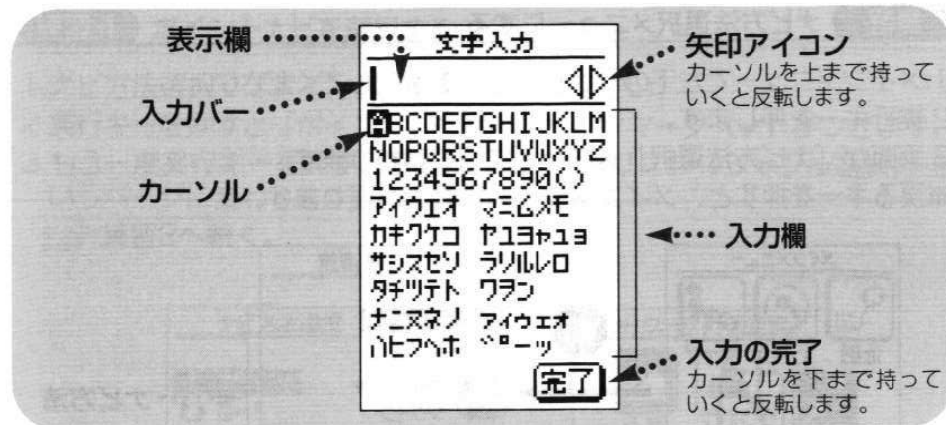 表示欄
文字入力
矢印アイコン
カーソルを上まで持って
いくと反転します。
入力バー
カーソル
ABCDEFGHIJKLM
NOPQRSTUVWXYZ
1234567890()
アイウエオ マミムメモ
カキクケコ ヤユヨャュョ
サシスセソ ラリルレロ
タチツテト ワヲン
ナニヌネノ ァィゥェォ
ハヒフヘホ ゛゜ーッ
入力欄
完了
入力の完了
カーソルを下まで持って
いくと反転します。